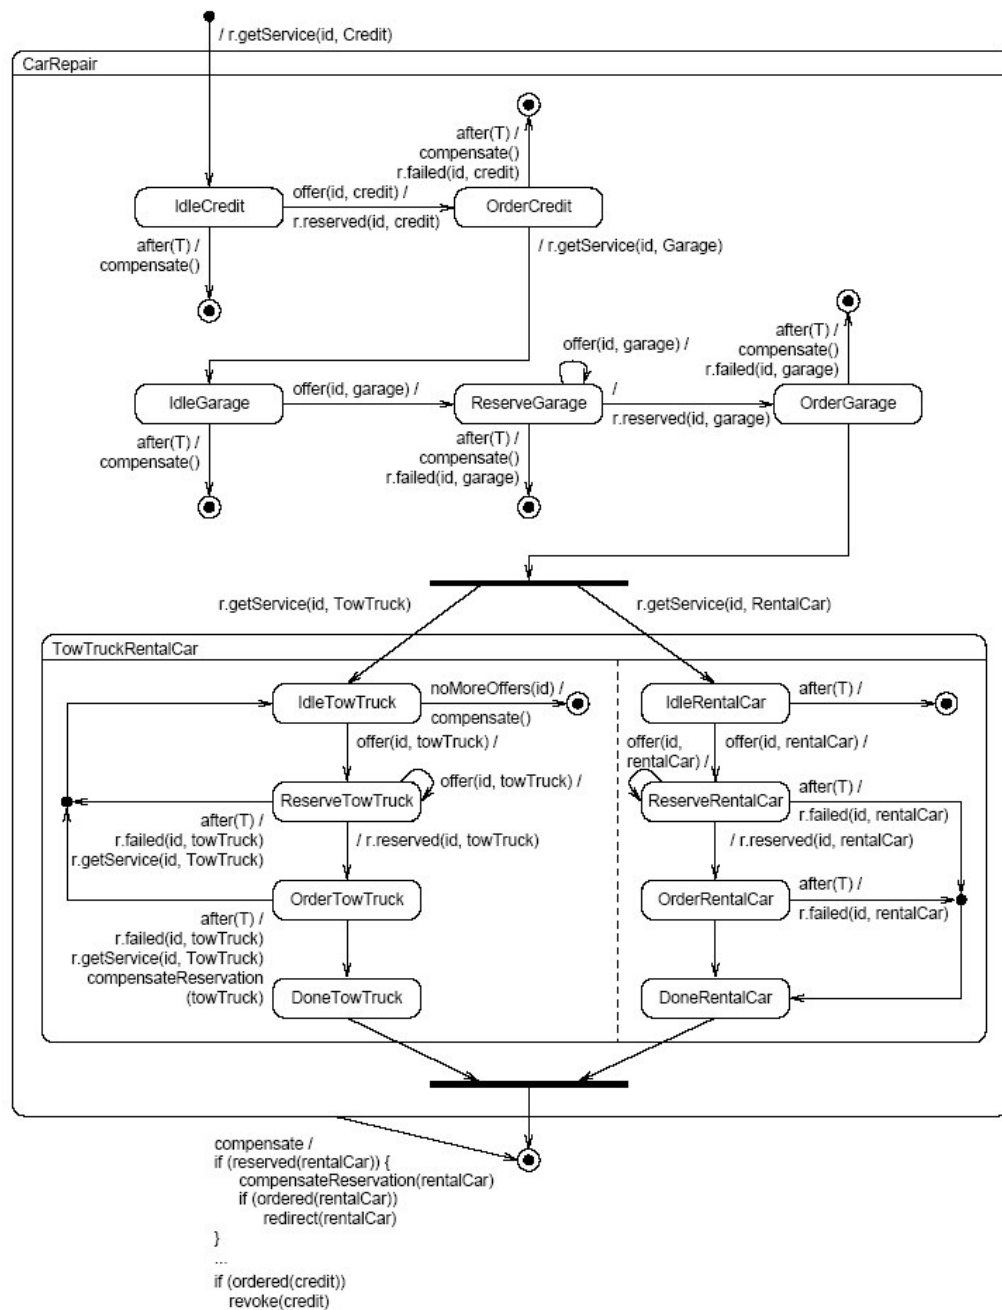 / r.getService(id, Credit)
CarRepair
after(T) /
compensate()
r.failed(id, credit)
IdleCredit
offer(id, credit) /
r.reserved(id, credit)
OrderCredit
after(T) /
compensate()
/ r.getService(id, Garage)
after(T) /
compensate()
r.failed(id, garage)
offer(id, garage) /
IdleGarage
offer(id, garage) /
ReserveGarage
/
r.reserved(id, garage)
OrderGarage
after(T) /
compensate()
after(T) /
compensate()
r.failed(id, garage)
r.getService(id, TowTruck)
r.getService(id, RentalCar)
TowTruckRentalCar
IdleTowTruck
noMoreOffers(id) /
compensate()
IdleRentalCar
after(T) /
offer(id, towTruck) /
offer(id,
rentalCar) /
offer(id, rentalCar) /
ReserveTowTruck
offer(id, towTruck) /
ReserveRentalCar
after(T) /
r.failed(id, rentalCar)
after(T) /
r.failed(id, towTruck)
r.getService(id, TowTruck)
/ r.reserved(id, towTruck)
/ r.reserved(id, rentalCar)
OrderTowTruck
OrderRentalCar
after(T) /
r.failed(id, rentalCar)
after(T) /
r.failed(id, towTruck)
r.getService(id, TowTruck)
compensateReservation
(towTruck)
DoneTowTruck
DoneRentalCar
compensate /
if (reserved(rentalCar)) {
compensateReservation(rentalCar)
if (ordered(rentalCar))
redirect(rentalCar)
}
...
if (ordered(credit))
revoke(credit)